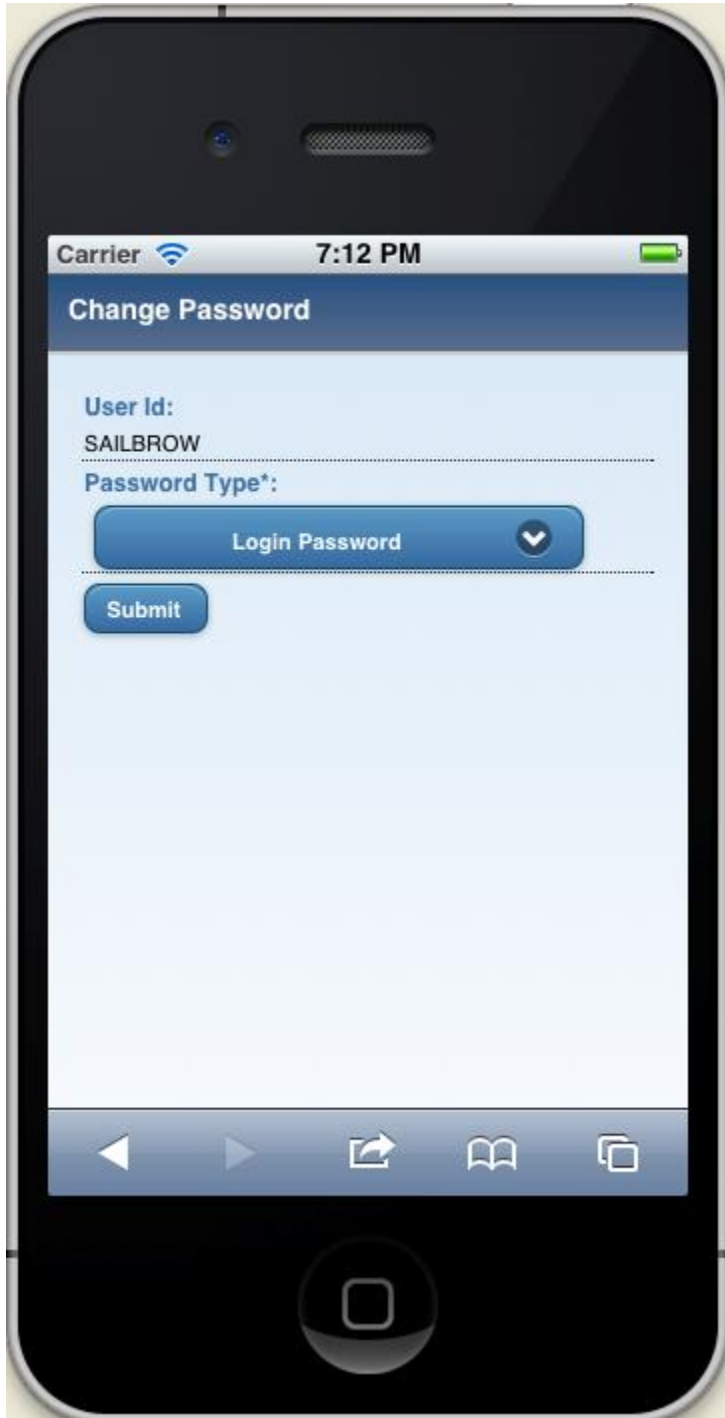 Carrier 7:12 PM
Change Password
User Id:
SAILBROW
Password Type*:
Login Password
Submit